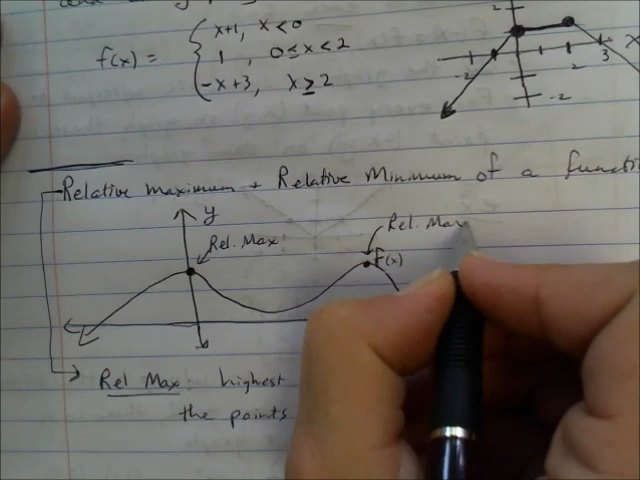 f(x) = { x+1, x<0
1, 0≤x<2
-x+3, x≥2
2
-2
2
3
x
-2
Relative maximum + Relative Minimum of a functi
y
Rel. Max
Rel. Max
f(x)
Rel Max: highest
the points